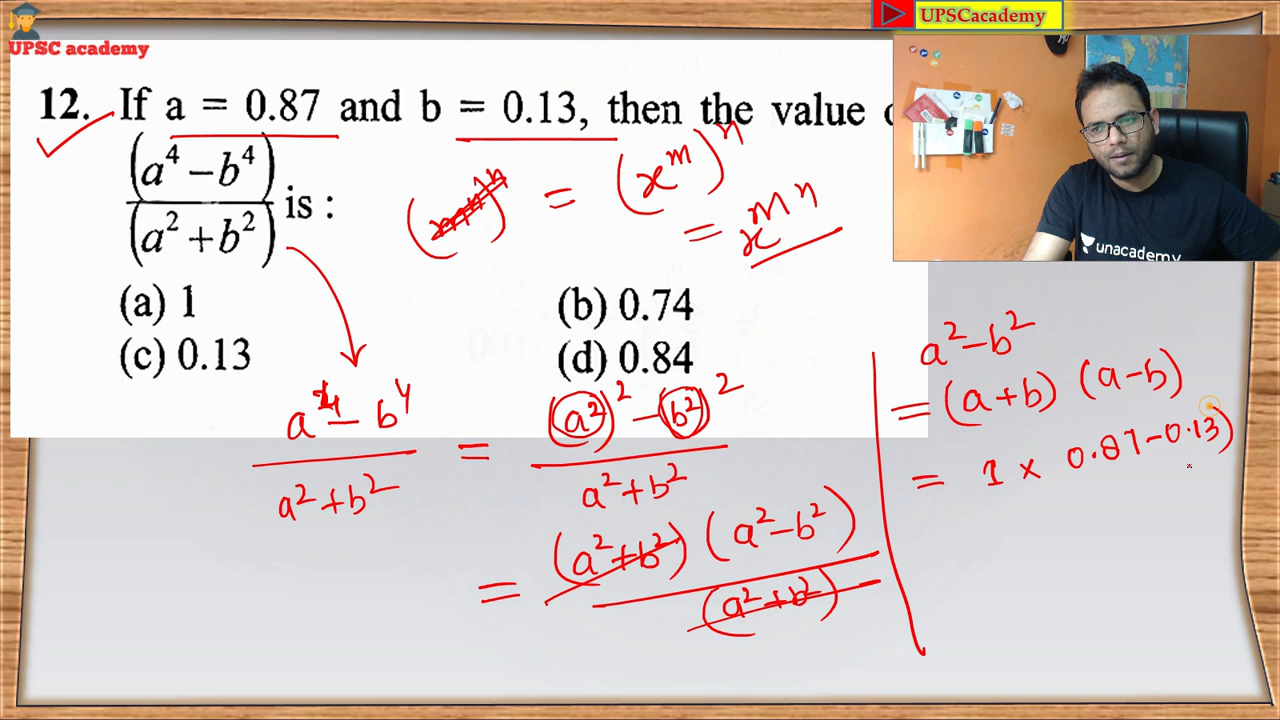 UPSC academy
UPSCacademy
12. If a = 0.87 and b = 0.13, then the value
(a⁴ − b⁴)
(a² + b²) is :
(a) 1
(b) 0.74
(c) 0.13
(d) 0.84
= (xᵐ)ⁿ
= xᵐⁿ
unacademy
a⁴ − b⁴ = (a²)² − (b²)²
a² + b²
a² + b²
= (a² + b²) (a² − b²)
(a² + b²)
a² − b²
= (a + b) (a − b)
= 1 × 0.87 − 0.13)